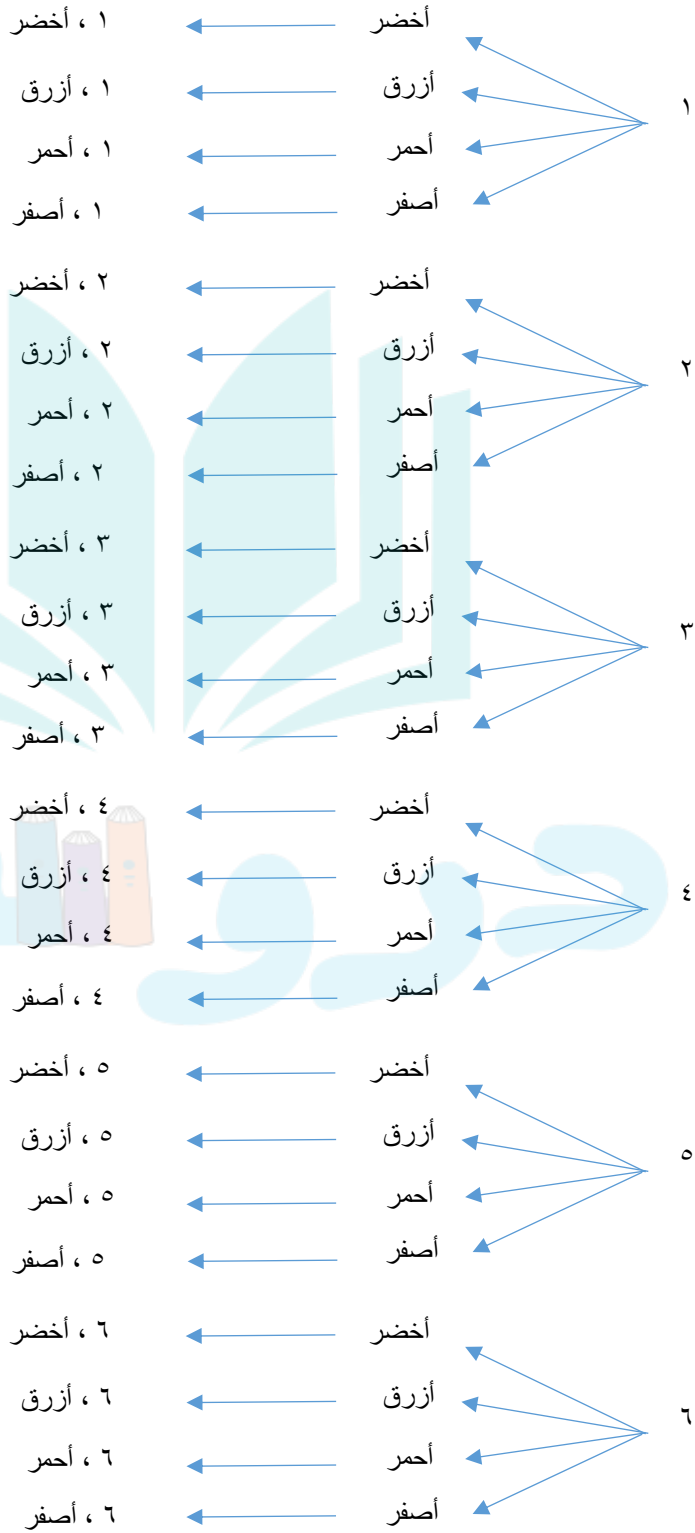 أخضر ١ ، أخضر
أزرق ١ ، أزرق
١
أحمر ١ ، أحمر
أصفر ١ ، أصفر
أخضر ٢ ، أخضر
أزرق ٢ ، أزرق
٢
أحمر ٢ ، أحمر
أصفر ٢ ، أصفر
أخضر ٣ ، أخضر
أزرق ٣ ، أزرق
٣
أحمر ٣ ، أحمر
أصفر ٣ ، أصفر
أخضر ٤ ، أخضر
أزرق ٤ ، أزرق
٤
أحمر ٤ ، أحمر
أصفر ٤ ، أصفر
أخضر ٥ ، أخضر
أزرق ٥ ، أزرق
٥
أحمر ٥ ، أحمر
أصفر ٥ ، أصفر
أخضر ٦ ، أخضر
أزرق ٦ ، أزرق
٦
أحمر ٦ ، أحمر
أصفر ٦ ، أصفر